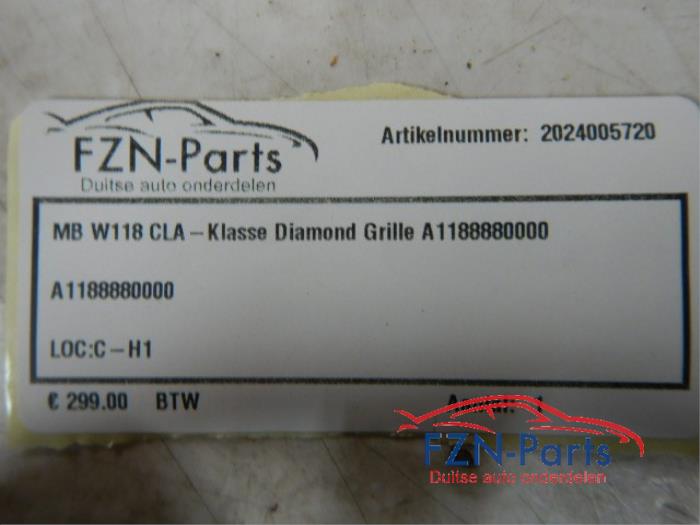 FZN-Parts
Duitse auto onderdelen
Artikelnummer: 2024005720
MB W118 CLA-Klasse Diamond Grille A1188880000
A1188880000
LOC:C-H1
€ 299.00 BTW
1
FZN-Parts
Duitse auto onderdelen